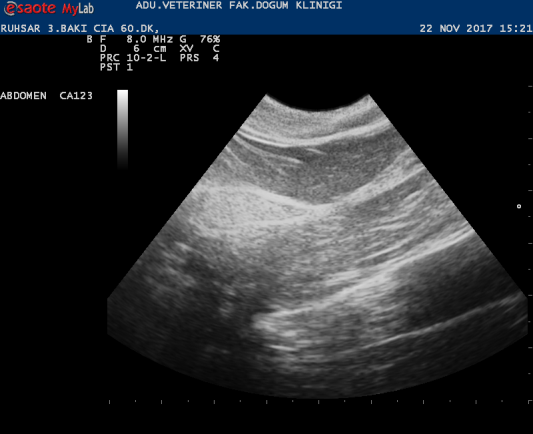 esaote MyLab
ADU.VETERINER FAK.DOGUM KLINIGI
RUHSAR 3.BAKI CIA 60.DK,
22 NOV 2017 15:21
B F 8.0 MHz G 76%
D 6 cm XV C
PRC 10-2-L PRS 4
PST 1
ABDOMEN CA123